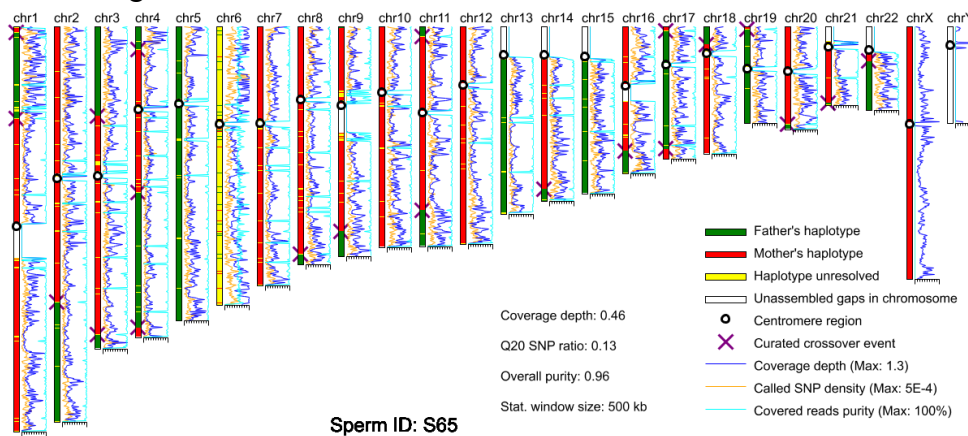 chr1 chr2 chr3 chr4 chr5 chr6 chr7 chr8 chr9 chr10 chr11 chr12 chr13 chr14 chr15 chr16 chr17 chr18 chr19 chr20 chr21 chr22 chrX
Father's haplotype
Mother's haplotype
Haplotype unresolved
Unassembled gaps in chromosome
Centromere region
Curated crossover event
Coverage depth (Max: 1.3)
Called SNP density (Max: 5E-4)
Covered reads purity (Max: 100%)
Coverage depth: 0.46
Q20 SNP ratio: 0.13
Overall purity: 0.96
Stat. window size: 500 kb
Sperm ID: S65